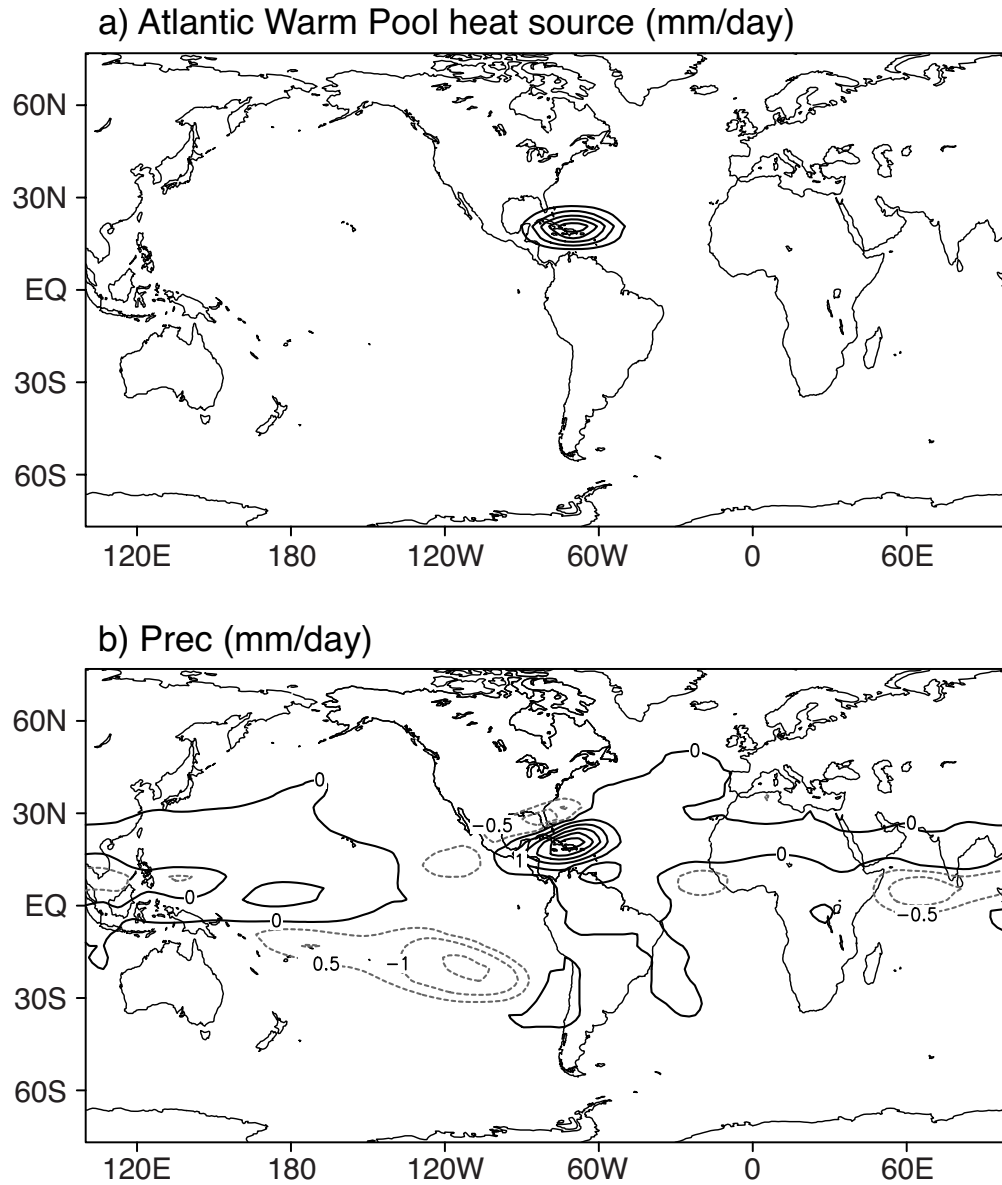 a) Atlantic Warm Pool heat source (mm/day)
60N
30N
EQ
30S
60S
120E 180 120W 60W 0 60E
b) Prec (mm/day)
60N
0
0
30N
−0.5
0
0
1
0
EQ
0
−0.5
0.5
−1
30S
60S
120E 180 120W 60W 0 60E